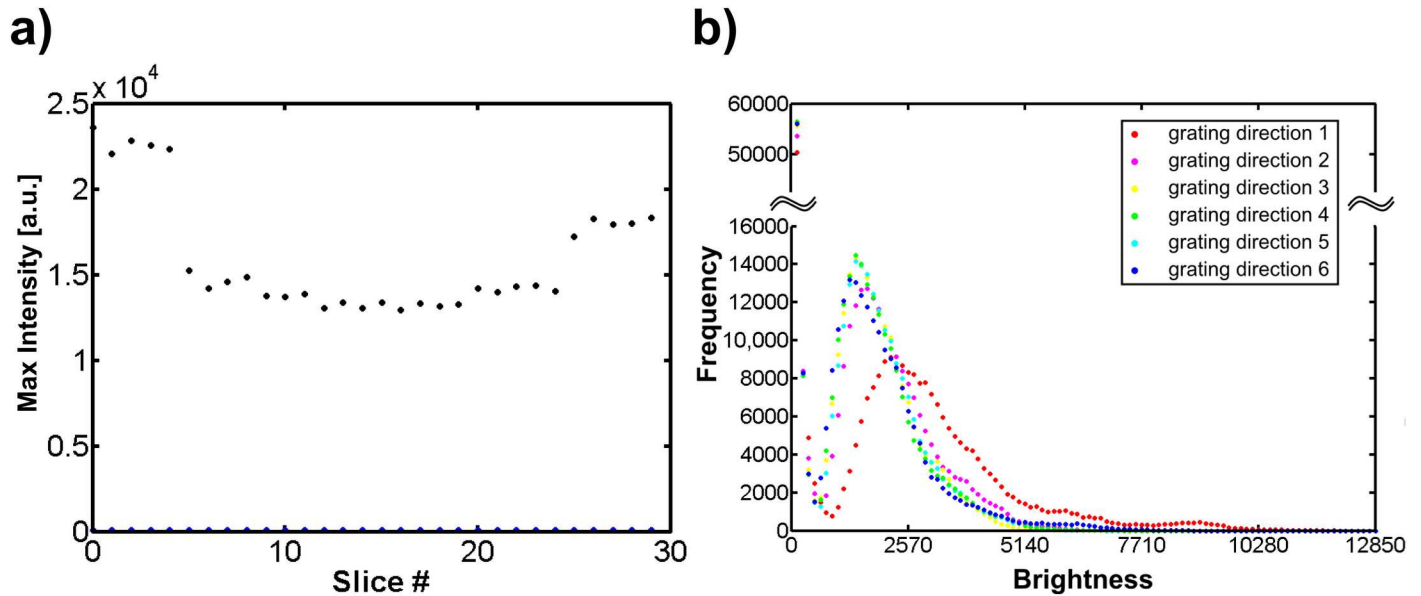 a)
x 10^4
2.5
2
1.5
1
0.5
0
0 10 20 30
Max Intensity [a.u.]
Slice #
b)
60000
50000
16000
14000
12000
10,000
8000
6000
4000
2000
0
0 2570 5140 7710 10280 12850
Frequency
Brightness
grating direction 1
grating direction 2
grating direction 3
grating direction 4
grating direction 5
grating direction 6